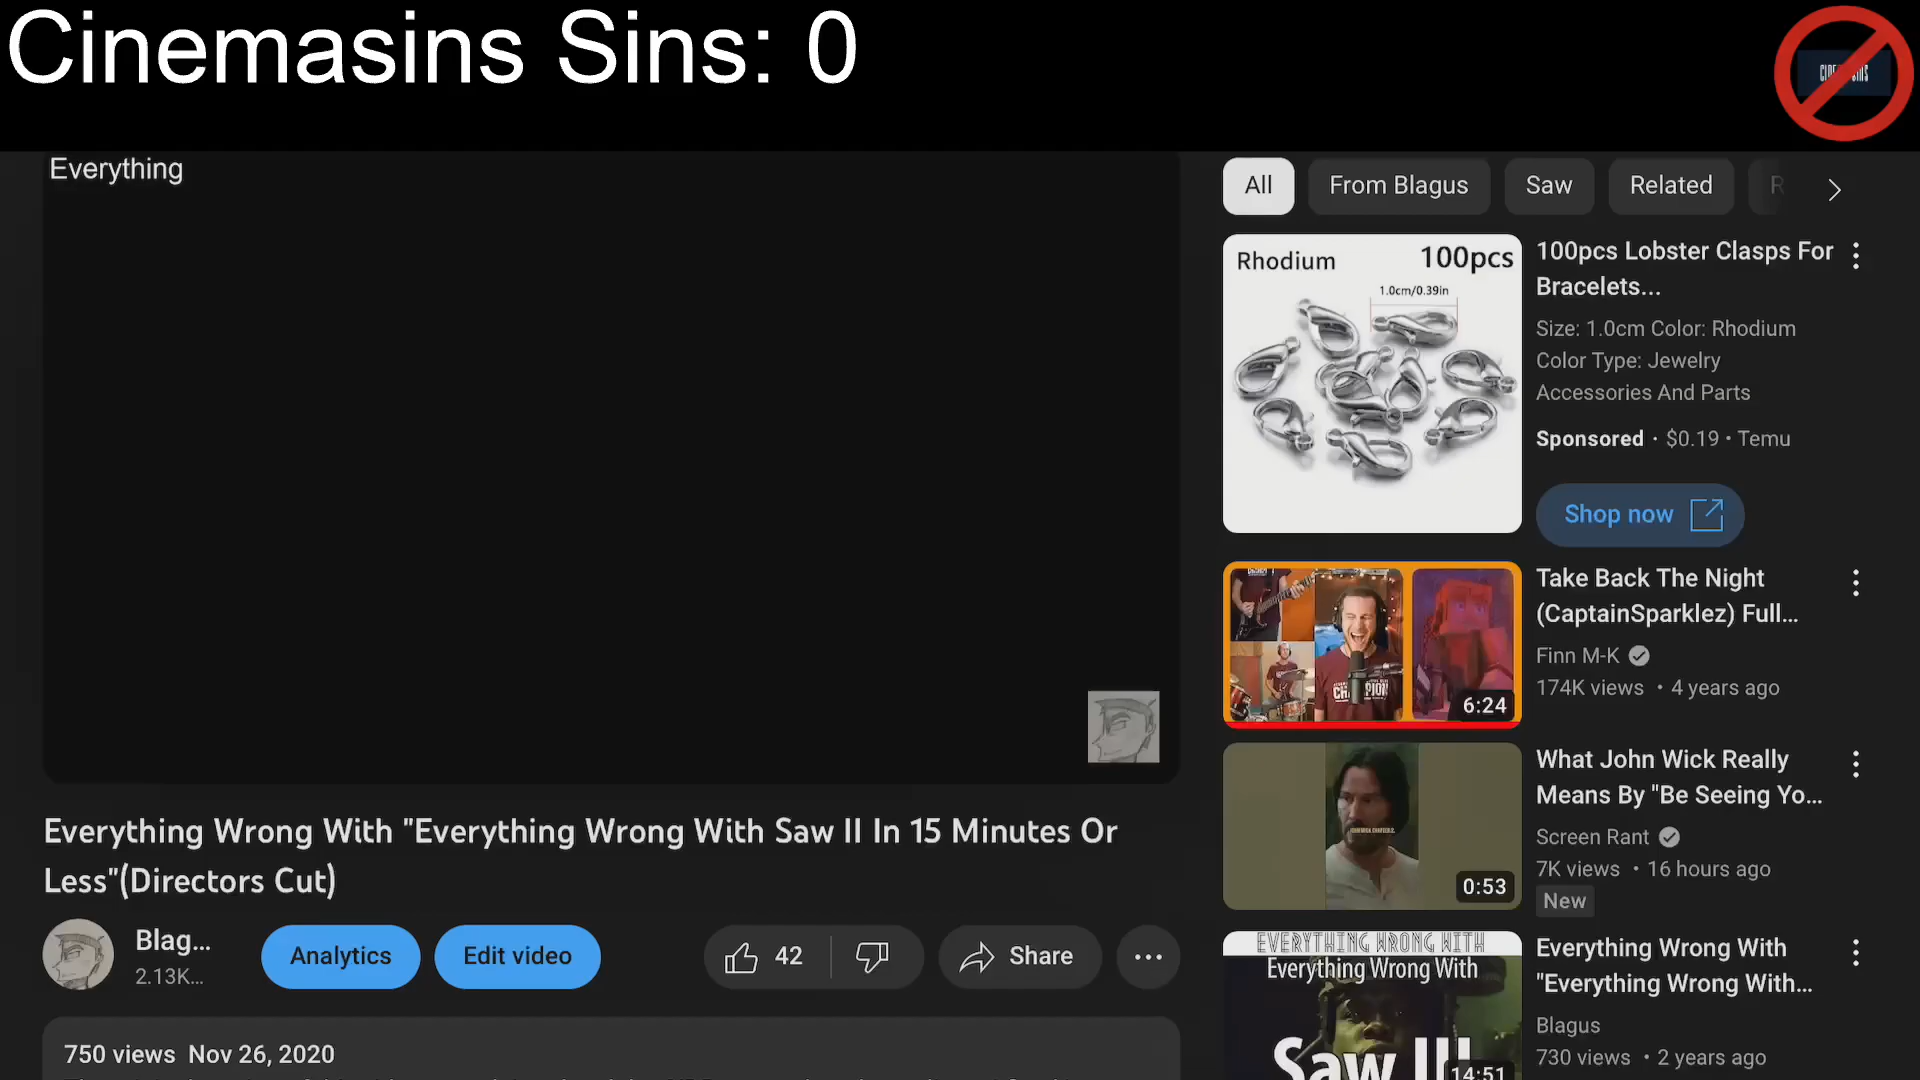 Cinemasins Sins: 0
Everything
All
From Blagus
Saw
Related
R
Rhodium
100pcs
1.0cm/0.39in
100pcs Lobster Clasps For
Bracelets...
Size: 1.0cm Color: Rhodium
Color Type: Jewelry
Accessories And Parts
Sponsored · $0.19 · Temu
Shop now
6:24
Take Back The Night
(CaptainSparklez) Full...
Finn M-K
174K views • 4 years ago
0:53
What John Wick Really
Means By "Be Seeing Yo...
Screen Rant
7K views • 16 hours ago
New
EVERYTHING WRONG WITH
Everything Wrong With
Saw III
14:51
Everything Wrong With
"Everything Wrong With...
Blagus
730 views • 2 years ago
Everything Wrong With "Everything Wrong With Saw II In 15 Minutes Or
Less"(Directors Cut)
Blag...
2.13K...
Analytics
Edit video
42
Share
750 views Nov 26, 2020